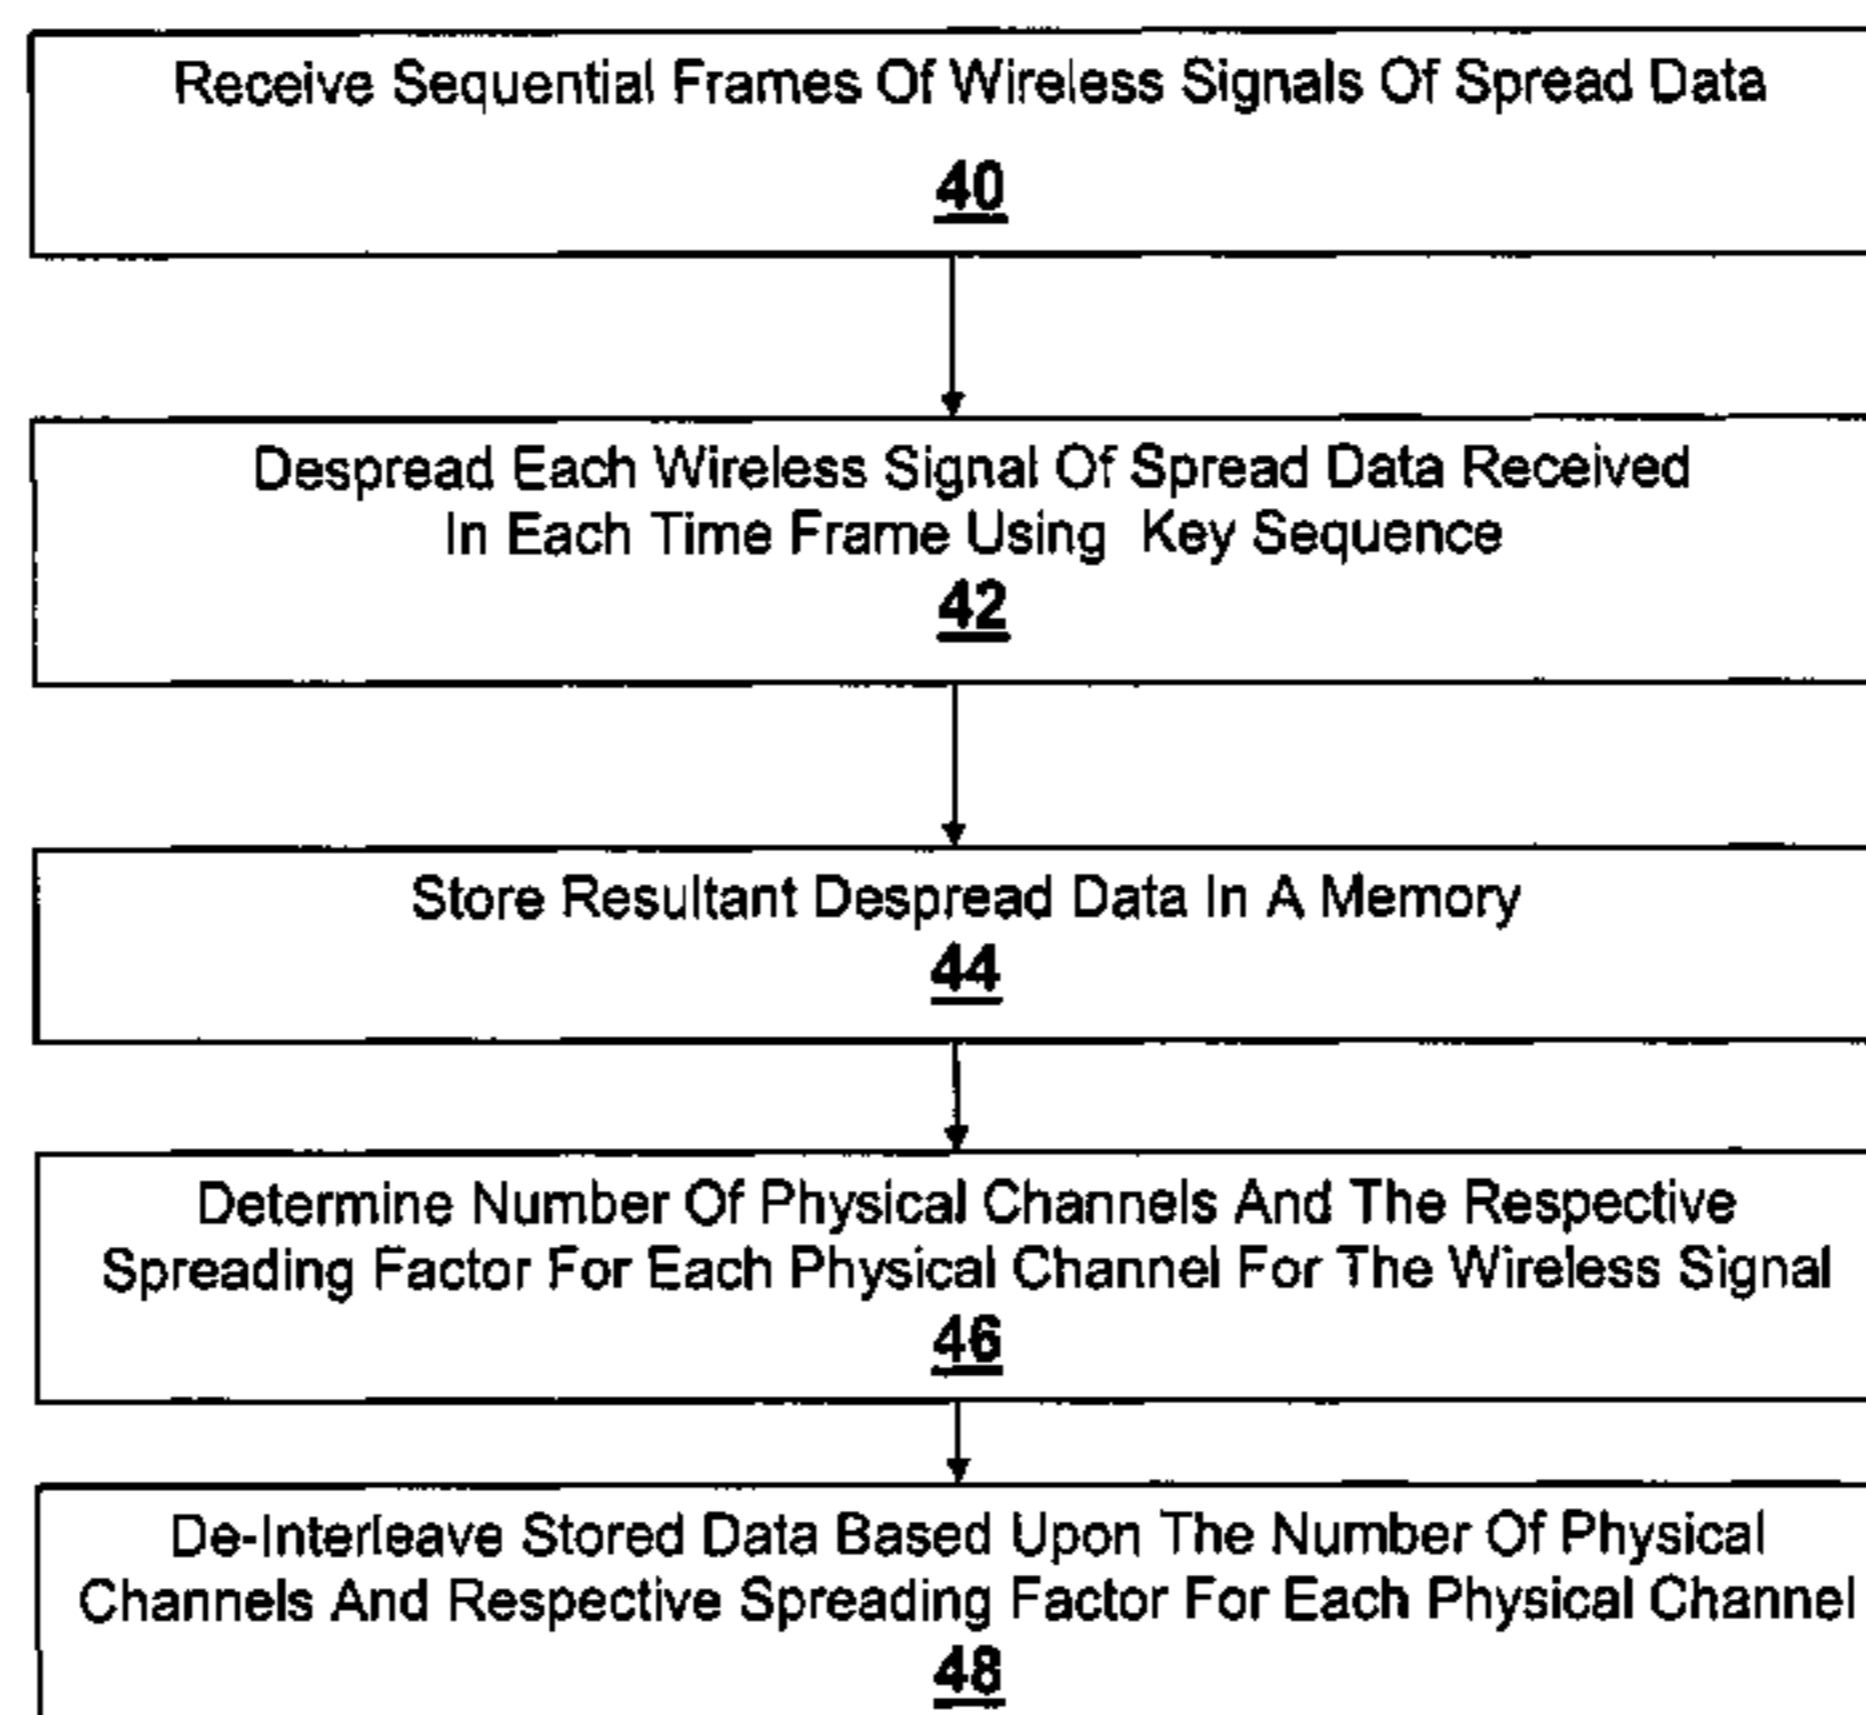 Receive Sequential Frames Of Wireless Signals Of Spread Data
40
Despread Each Wireless Signal Of Spread Data Received
In Each Time Frame Using Key Sequence
42
Store Resultant Despread Data In A Memory
44
Determine Number Of Physical Channels And The Respective
Spreading Factor For Each Physical Channel For The Wireless Signal
46
De-Interleave Stored Data Based Upon The Number Of Physical
Channels And Respective Spreading Factor For Each Physical Channel
48